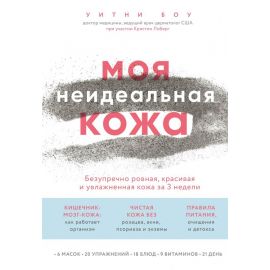 УИТНИ БОУ
доктор медицины, ведущий врач дерматолог США,
при участии Кристин Лоберг
моя
неидеальная
кожа
Безупречно ровная, красивая
и увлажненная кожа за 3 недели
КИШЕЧНИК-
МОЗГ-КОЖА:
как работает
организм
ЧИСТАЯ
КОЖА БЕЗ
розацеа, акне,
псориаза и экземы
ПРАВИЛА
ПИТАНИЯ,
очищения
и детокса
• 6 МАСОК • 20 УПРАЖНЕНИЙ • 18 БЛЮД • 9 ВИТАМИНОВ • 21 ДЕНЬ